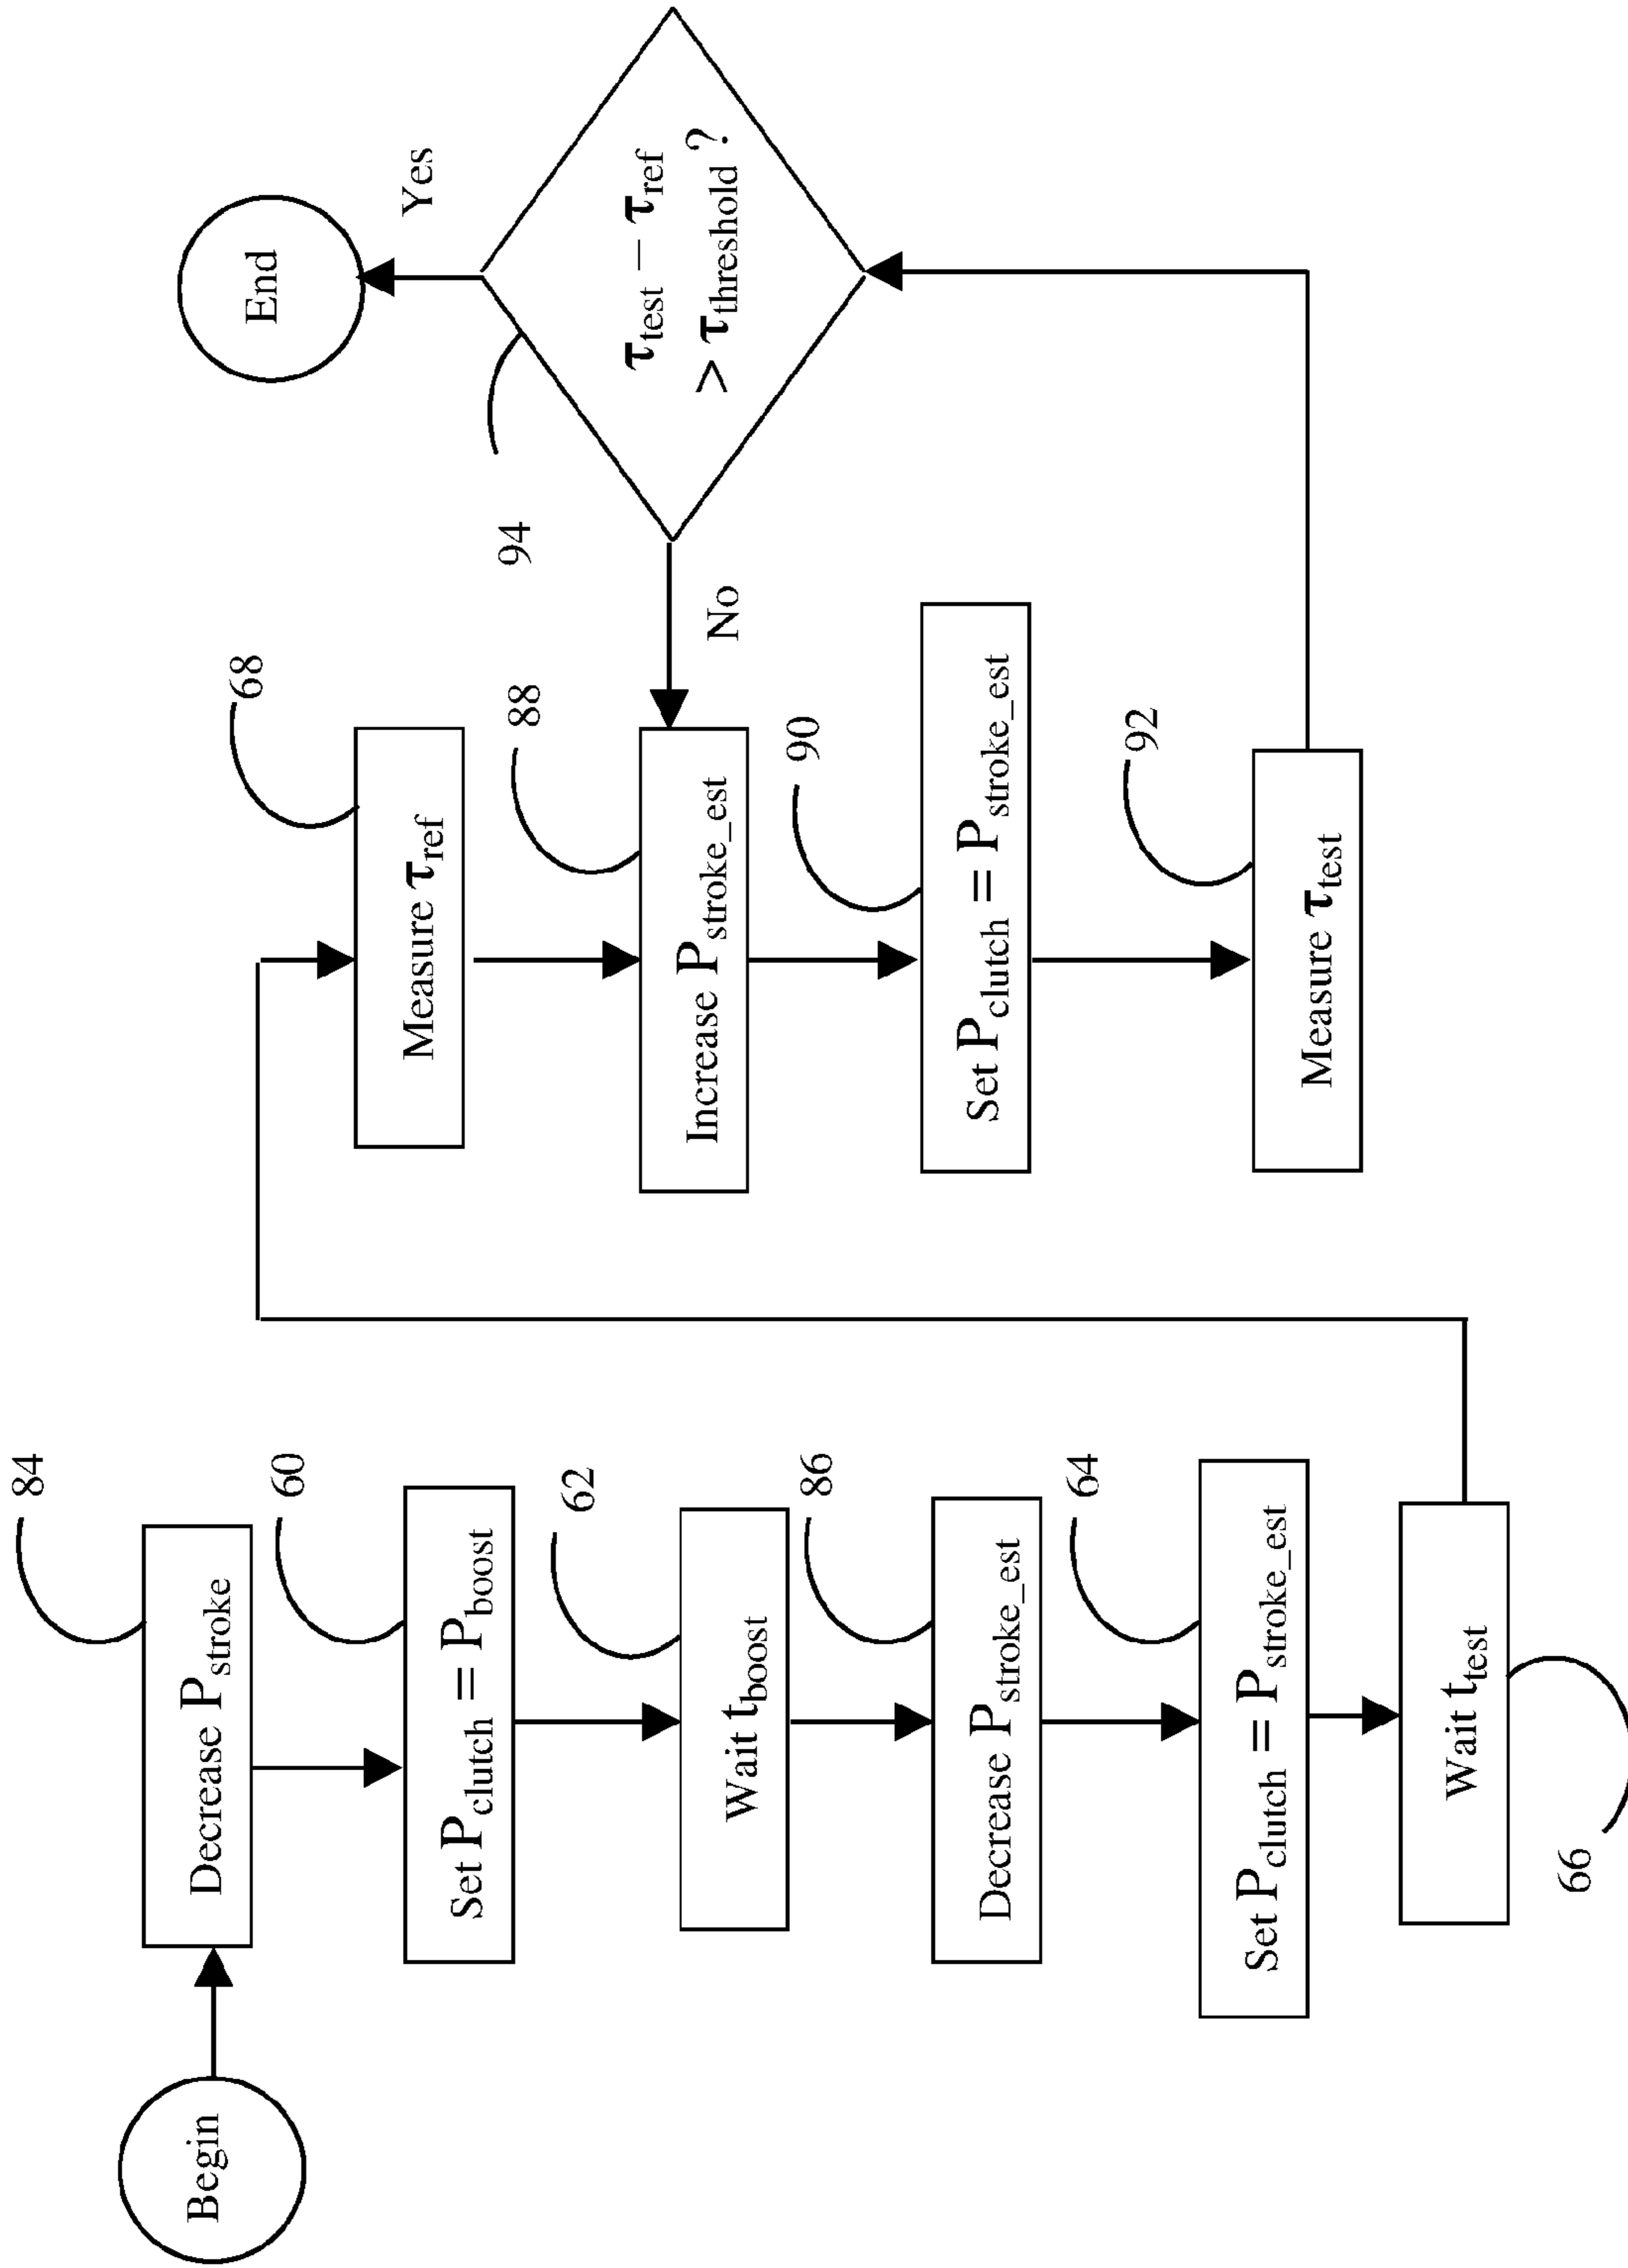 Begin
84
Decrease P_stroke
60
Set P_clutch = P_boost
62
Wait t_boost
86
Decrease P_stroke_est
64
Set P_clutch = P_stroke_est
66
Wait t_test
68
Measure τ_ref
88
Increase P_stroke_est
90
Set P_clutch = P_stroke_est
92
Measure τ_test
94
τ_test – τ_ref
> τ_threshold ?
No
Yes
End